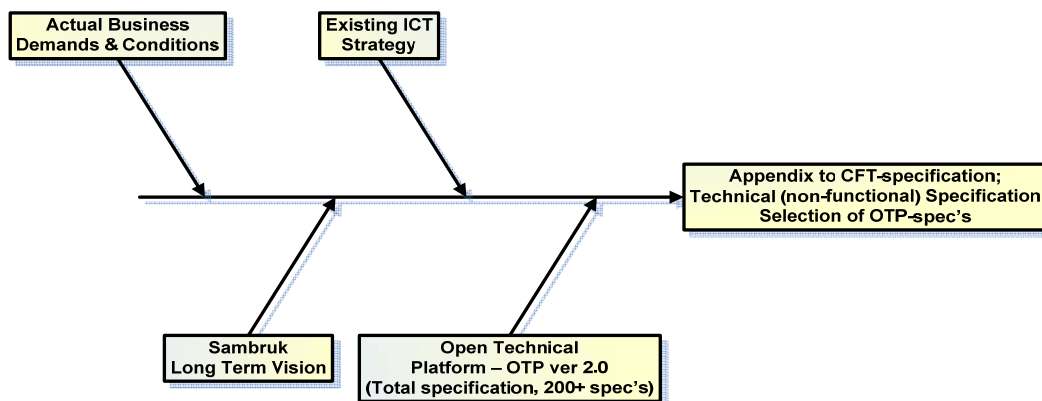 Actual Business
Demands & Conditions
Existing ICT
Strategy
Appendix to CFT-specification;
Technical (non-functional) Specification
Selection of OTP-spec's
Sambruk
Long Term Vision
Open Technical
Platform – OTP ver 2.0
(Total specification, 200+ spec's)